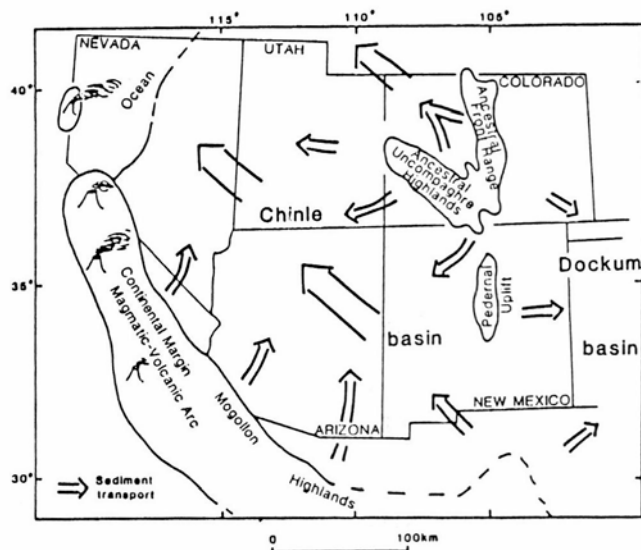 115°
110°
105°
NEVADA
UTAH
COLORADO
40°
Ocean
Ancestral
Front Range
Ancestral
Uncompaghre
Highlands
Chinle
Dockum
35°
Continental Margin
Magmatic-Volcanic Arc
Pedernal
Uplift
basin
basin
Mogollon
Highlands
NEW MEXICO
ARIZONA
Sediment
transport
30°
0 100km